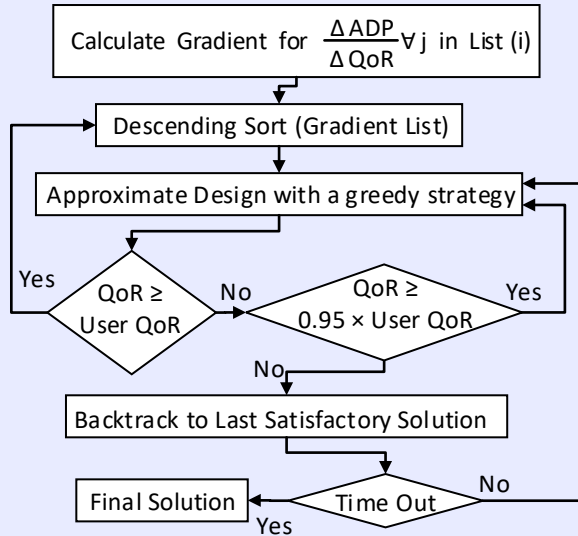 Calculate Gradient for ΔADP/ΔQoR ∀ j in List (i)
Descending Sort (Gradient List)
Approximate Design with a greedy strategy
Yes
QoR ≥
User QoR
No
QoR ≥
0.95 × User QoR
Yes
No
Backtrack to Last Satisfactory Solution
Final Solution
Yes
Time Out
No